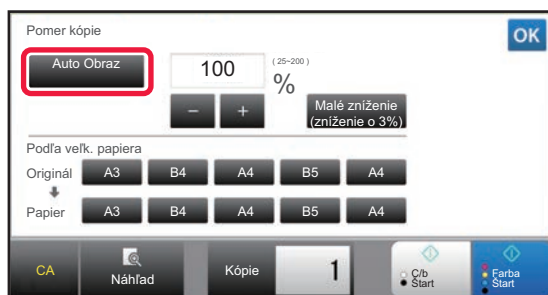 Pomer kópie
OK
Auto Obraz
100
(25~200)
%
−
+
Malé zníženie
(zníženie o 3%)
Podľa veľk. papiera
Originál A3 B4 A4 B5 A4
Papier A3 B4 A4 B5 A4
CA
Náhľad
Kópie
1
Č/b
Štart
Farba
Štart